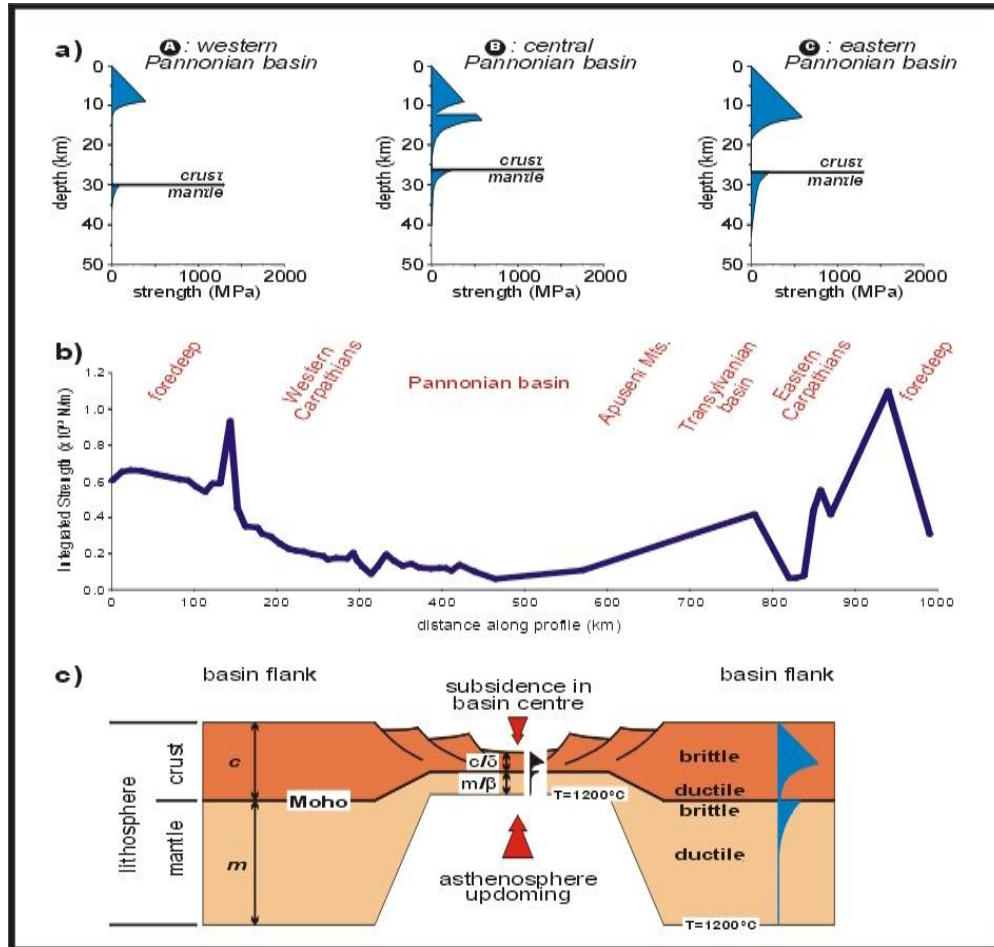 a)
A : western
Pannonian basin
B : central
Pannonian basin
C : eastern
Pannonian basin
0
10
20
30
40
50
depth (km)
crust
mantle
0 1000 2000
strength (MPa)
0
10
20
30
40
50
depth (km)
crust
mantle
0 1000 2000
strength (MPa)
0
10
20
30
40
50
depth (km)
crust
mantle
0 1000 2000
strength (MPa)
b)
foredeep
Western
Carpathians
Pannonian basin
Apuseni Mts.
Transylvanian
basin
Eastern
Carpathians
foredeep
1.2
1.0
0.8
0.6
0.4
0.2
0.0
Integrated Strength (x10 N/m)
0 100 200 300 400 500 600 700 800 900 1000
distance along profile (km)
c)
basin flank
basin flank
subsidence in
basin centre
lithosphere
crust
mantle
c
m
Moho
c/δ
m/β
T=1200°C
brittle
ductile
brittle
ductile
asthenosphere
updoming
T=1200°C